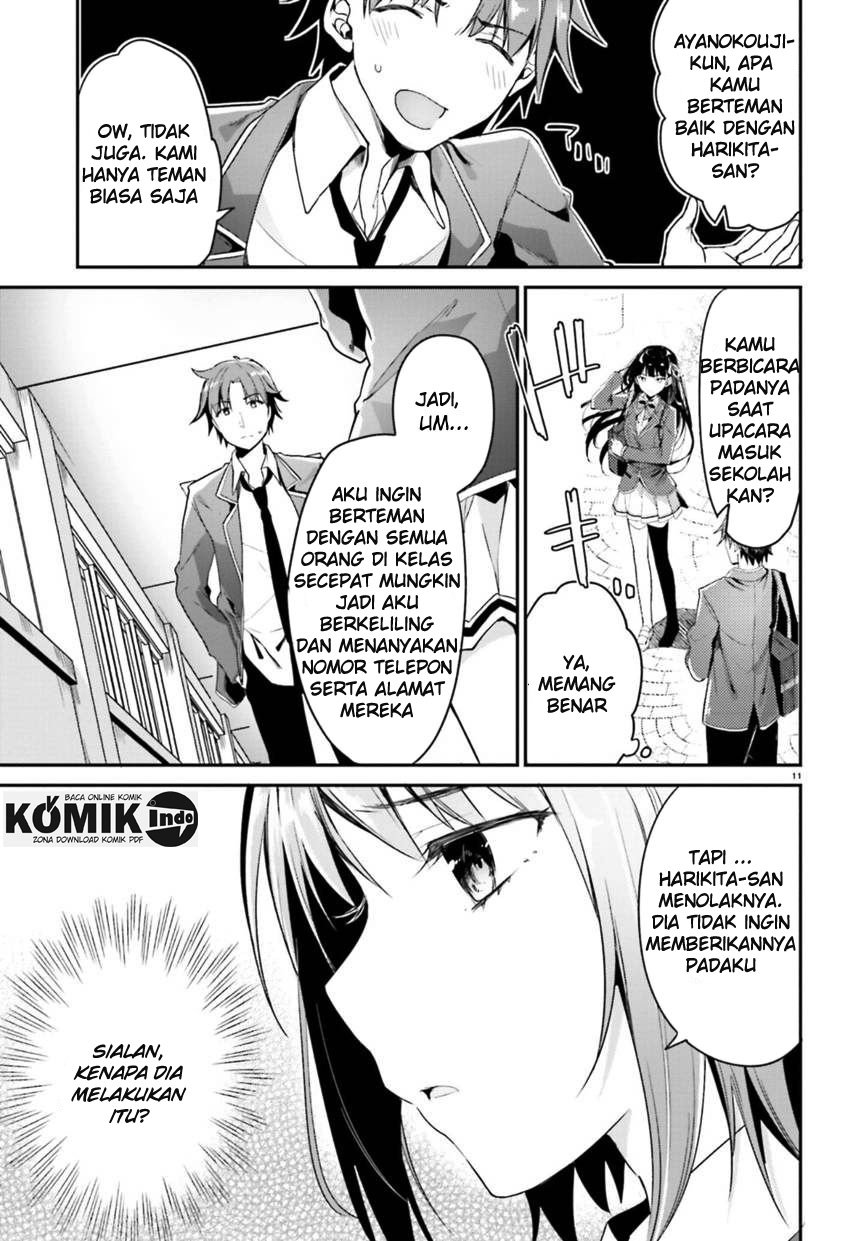 AYANOKOUJI-
KUN, APA
KAMU
BERTEMAN
BAIK DENGAN
HARIKITA-
SAN?
OW, TIDAK
JUGA. KAMI
HANYA TEMAN
BIASA SAJA
KAMU
BERBICARA
PADANYA
SAAT
UPACARA
MASUK
SEKOLAH
KAN?
YA,
MEMANG
BENAR
JADI,
UM...
AKU INGIN
BERTEMAN
DENGAN SEMUA
ORANG DI KELAS
SECEPAT MUNGKIN
JADI AKU
BERKELILING
DAN MENANYAKAN
NOMOR TELEPON
SERTA ALAMAT
MEREKA
11
BACA ONLINE KOMIK
KOMIK Indo
ZONA DOWNLOAD KOMIK PDF
TAPI ...
HARIKITA-SAN
MENOLAKNYA.
DIA TIDAK INGIN
MEMBERIKANNYA
PADAKU
SIALAN,
KENAPA DIA
MELAKUKAN
ITU?